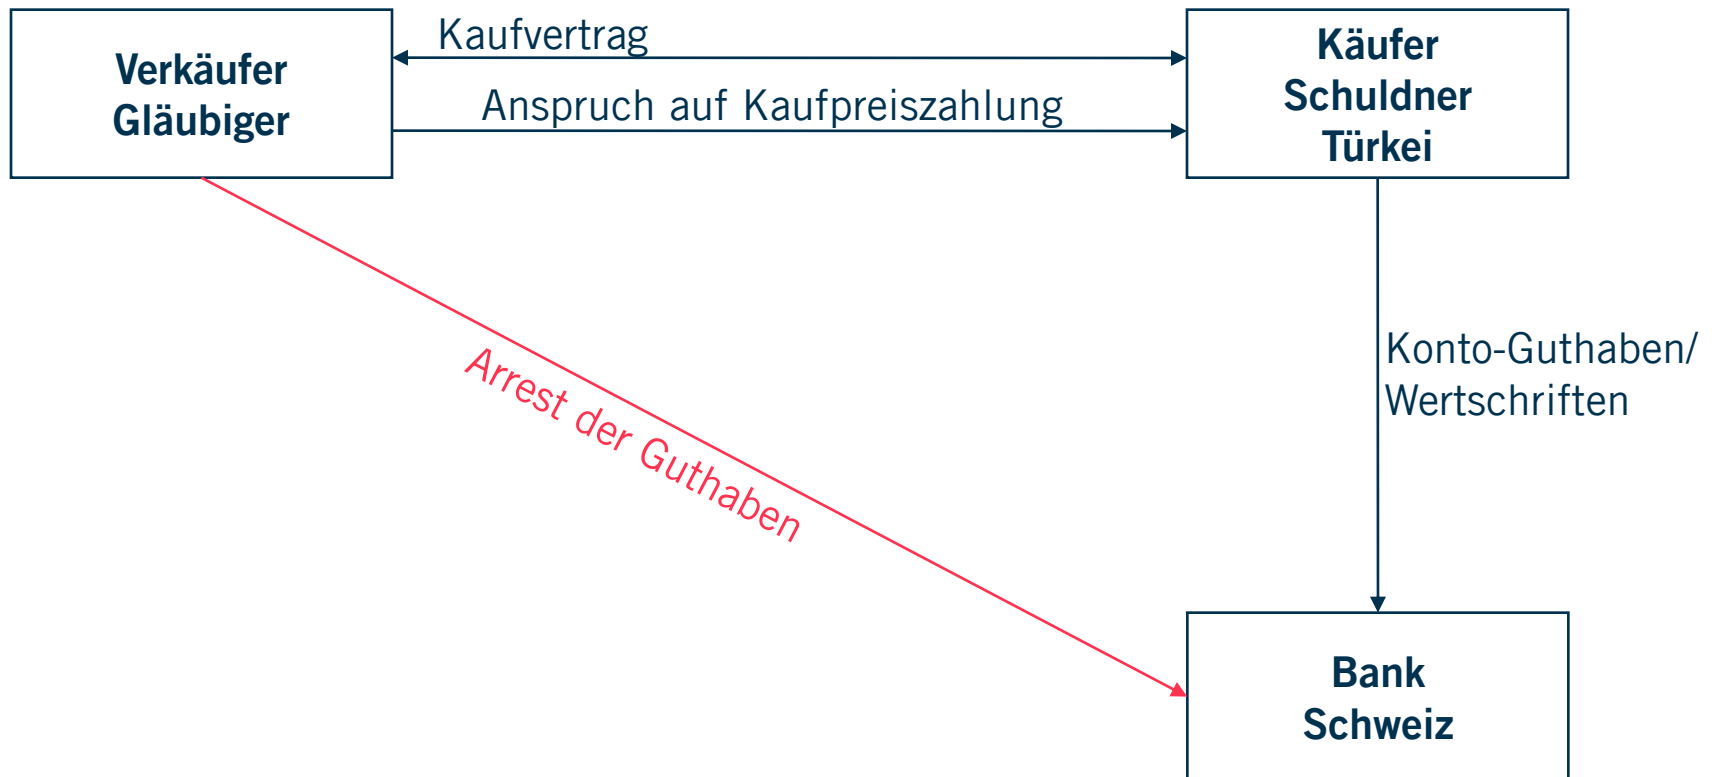 Verkäufer
Gläubiger
Kaufvertrag
Anspruch auf Kaufpreiszahlung
Käufer
Schuldner
Türkei
Arrest der Guthaben
Konto-Guthaben/
Wertschriften
Bank
Schweiz